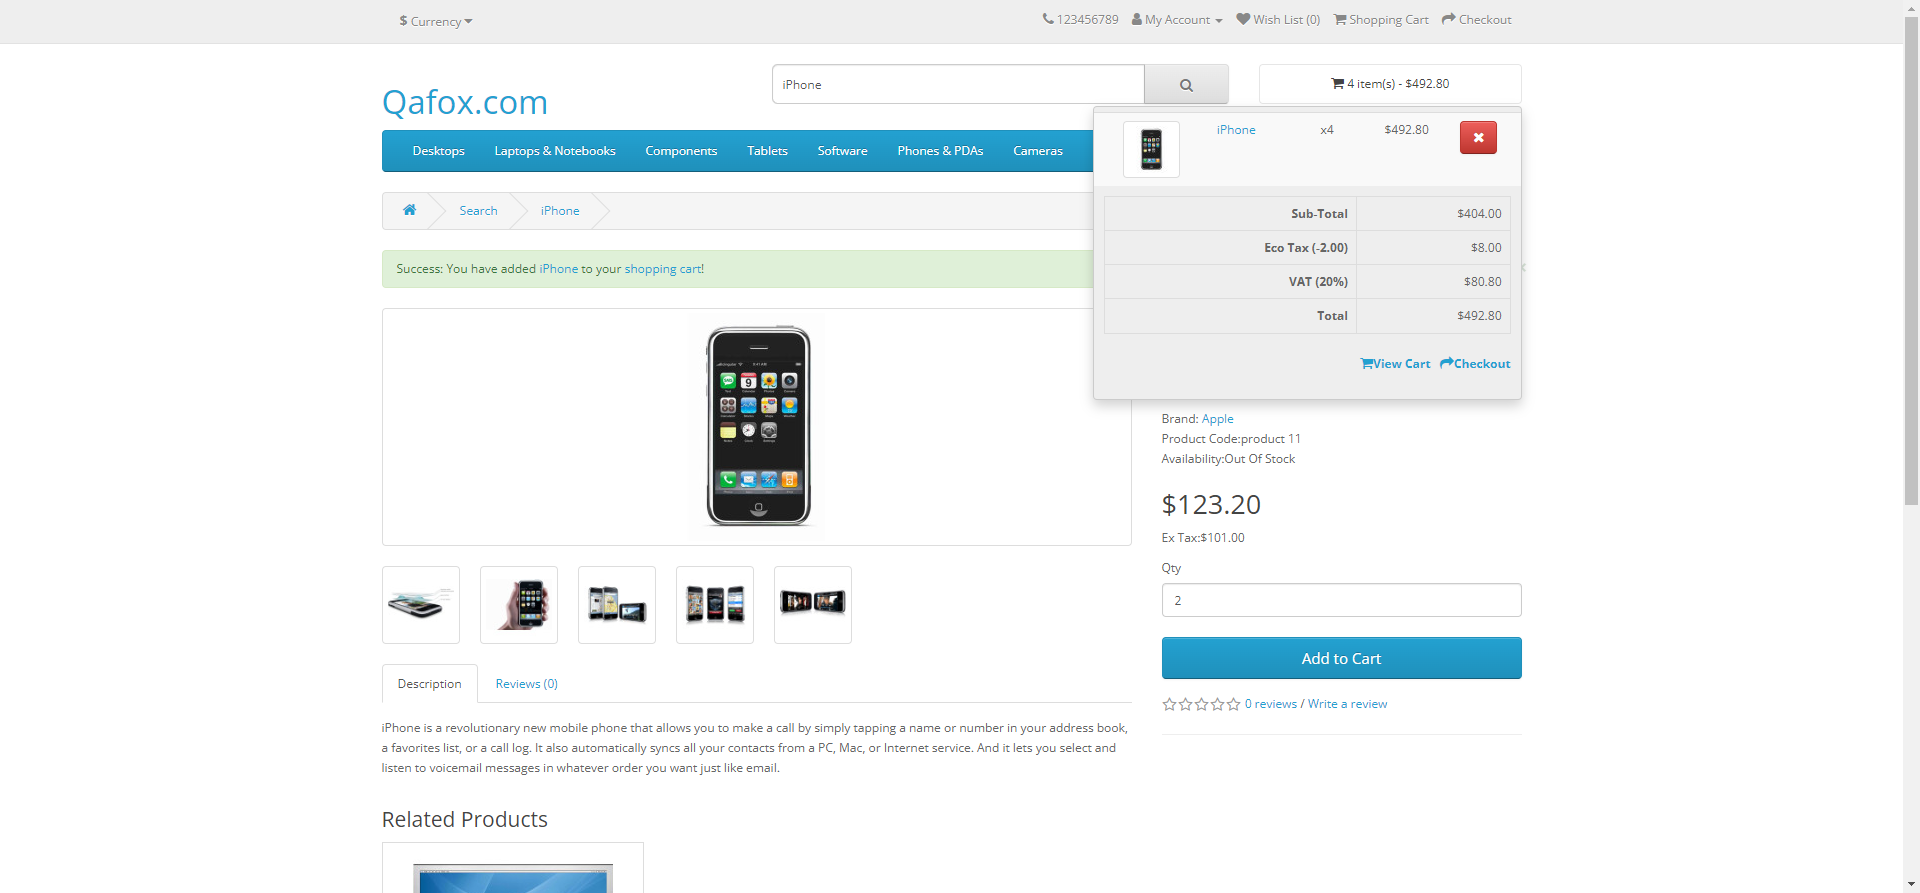 $ Currency
123456789 My Account Wish List (0) Shopping Cart Checkout
Qafox.com
iPhone
4 item(s) - $492.80
Desktops Laptops & Notebooks Components Tablets Software Phones & PDAs Cameras
iPhone x4 $492.80
Sub-Total $404.00
Eco Tax (-2.00) $8.00
VAT (20%) $80.80
Total $492.80
View Cart Checkout
Search iPhone
Success: You have added iPhone to your shopping cart!
Brand: Apple
Product Code:product 11
Availability:Out Of Stock
$123.20
Ex Tax:$101.00
Qty
2
Add to Cart
0 reviews / Write a review
Description Reviews (0)
iPhone is a revolutionary new mobile phone that allows you to make a call by simply tapping a name or number in your address book,
a favorites list, or a call log. It also automatically syncs all your contacts from a PC, Mac, or Internet service. And it lets you select and
listen to voicemail messages in whatever order you want just like email.
Related Products